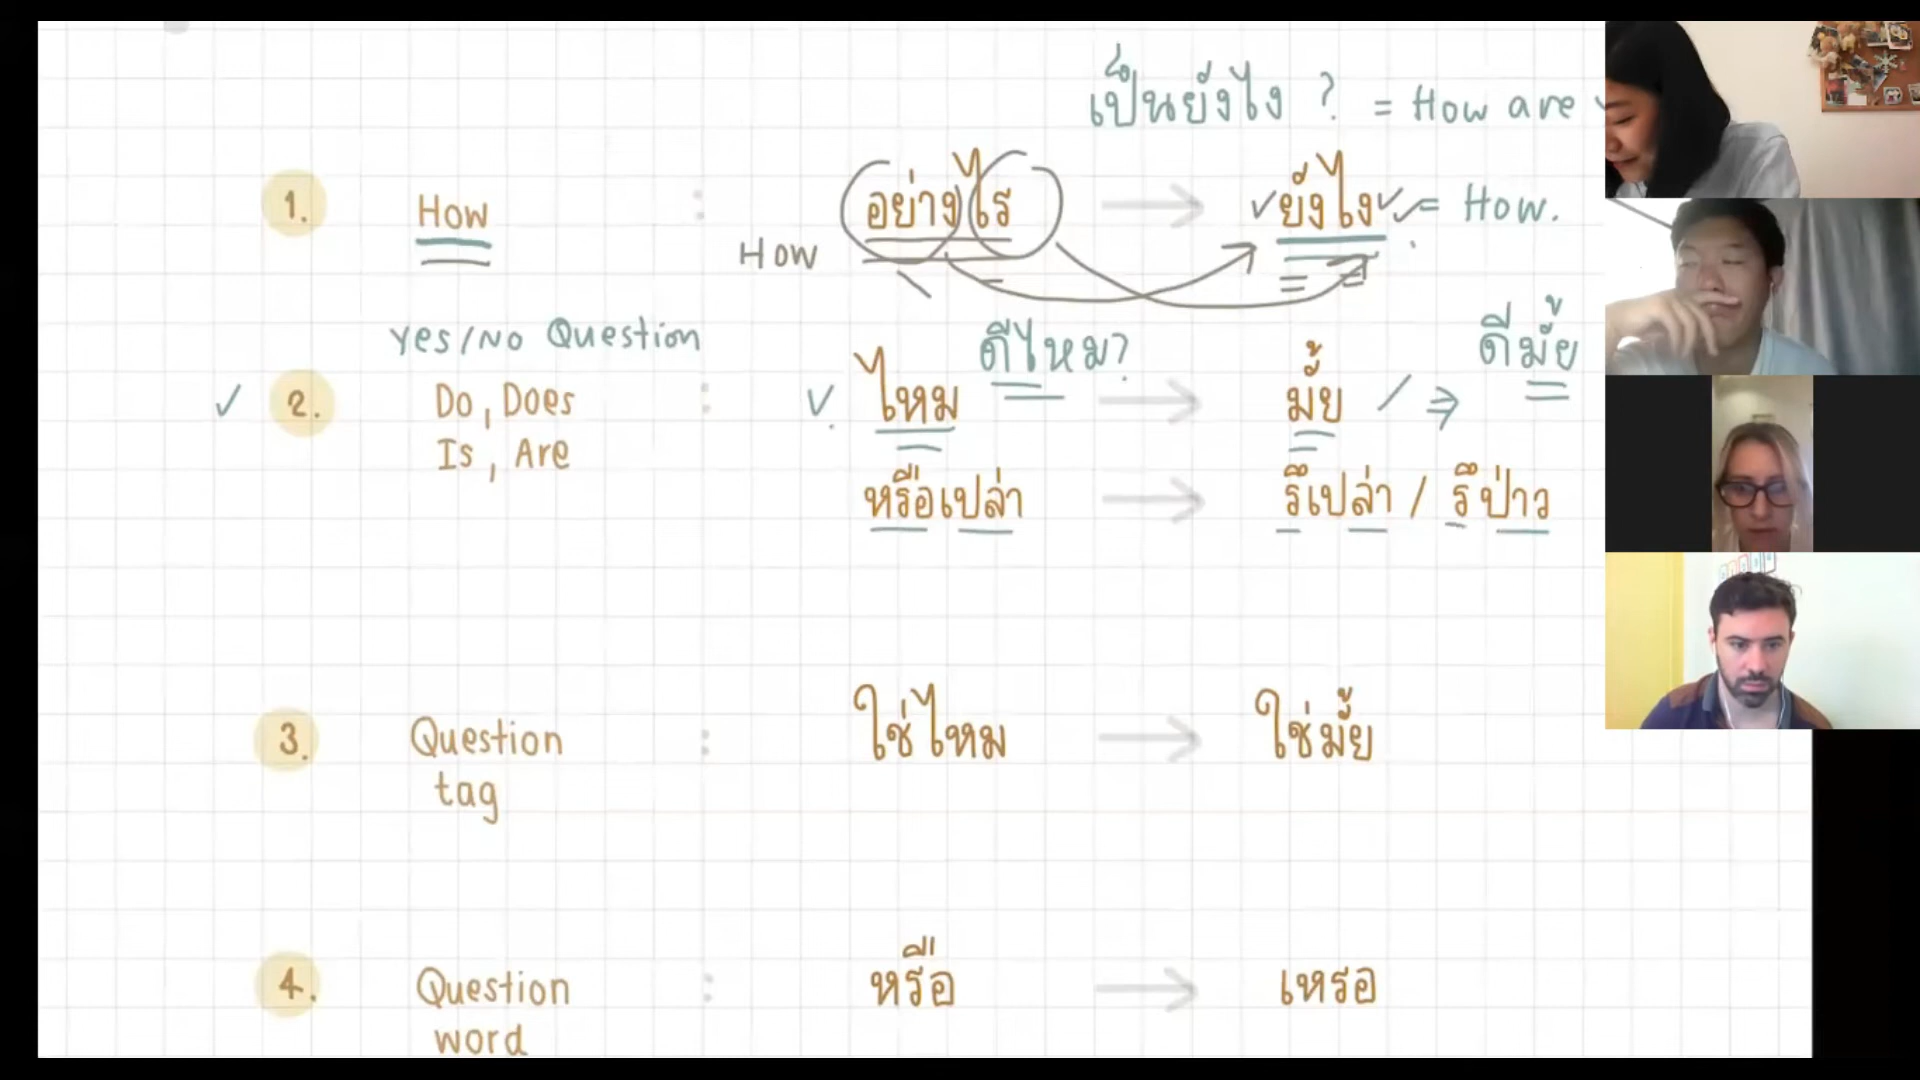 เป็นยังไง ? = How are
1. How : อย่างไร → ✓ยังไง✓✓= How.
How
Yes/No Question ดีไหม? ดีมั้ย
✓ 2. Do, Does : ✓ ไหม → มั้ย / ⇒
Is, Are
หรือเปล่า → รึเปล่า / รึป่าว
3. Question : ใช่ไหม → ใช่มั้ย
tag
4. Question : หรือ → เหรอ
word